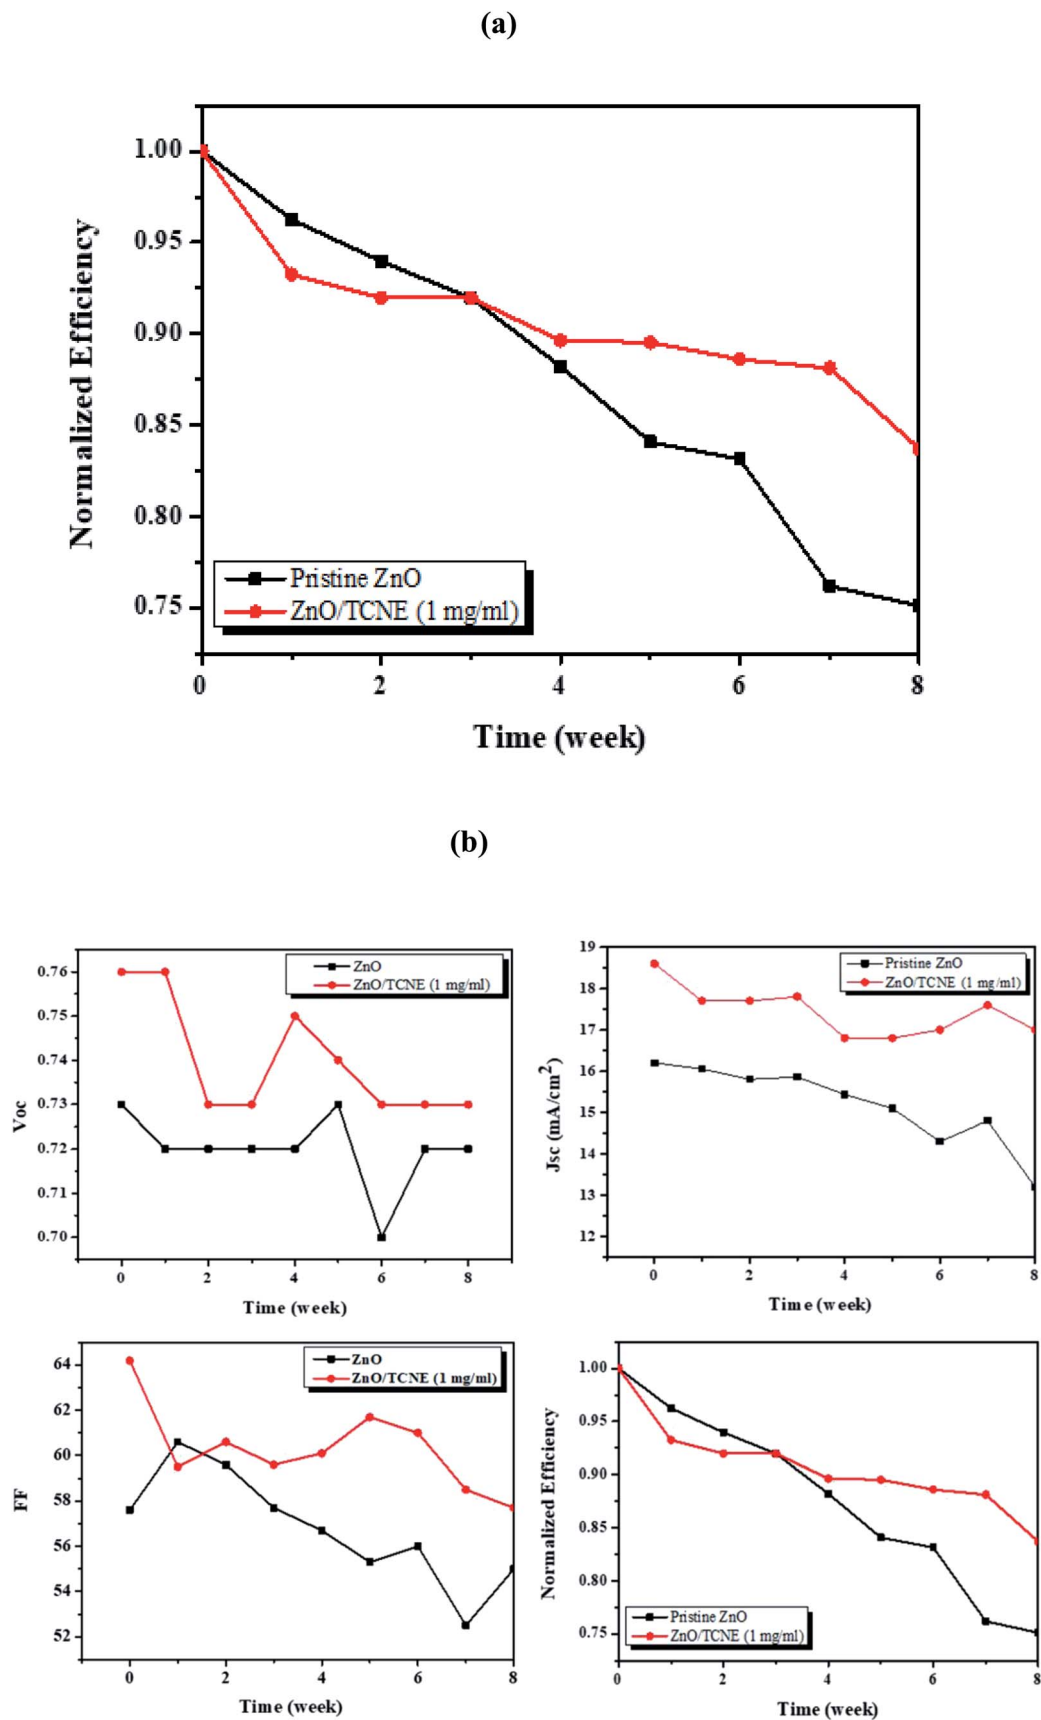 (a)
1.00
0.95
0.90
0.85
0.80
0.75
Normalized Efficiency
Pristine ZnO
ZnO/TCNE (1 mg/ml)
0 2 4 6 8
Time (week)
(b)
0.76
0.75
0.74
0.73
0.72
0.71
0.70
Voc
ZnO
ZnO/TCNE (1 mg/ml)
0 2 4 6 8
Time (week)
19
18
17
16
15
14
13
12
Jsc (mA/cm²)
Pristine ZnO
ZnO/TCNE (1 mg/ml)
0 2 4 6 8
Time (week)
64
62
60
58
56
54
52
FF
ZnO
ZnO/TCNE (1 mg/ml)
0 2 4 6 8
Time (week)
1.00
0.95
0.90
0.85
0.80
0.75
Normalized Efficiency
Pristine ZnO
ZnO/TCNE (1 mg/ml)
0 2 4 6 8
Time (week)